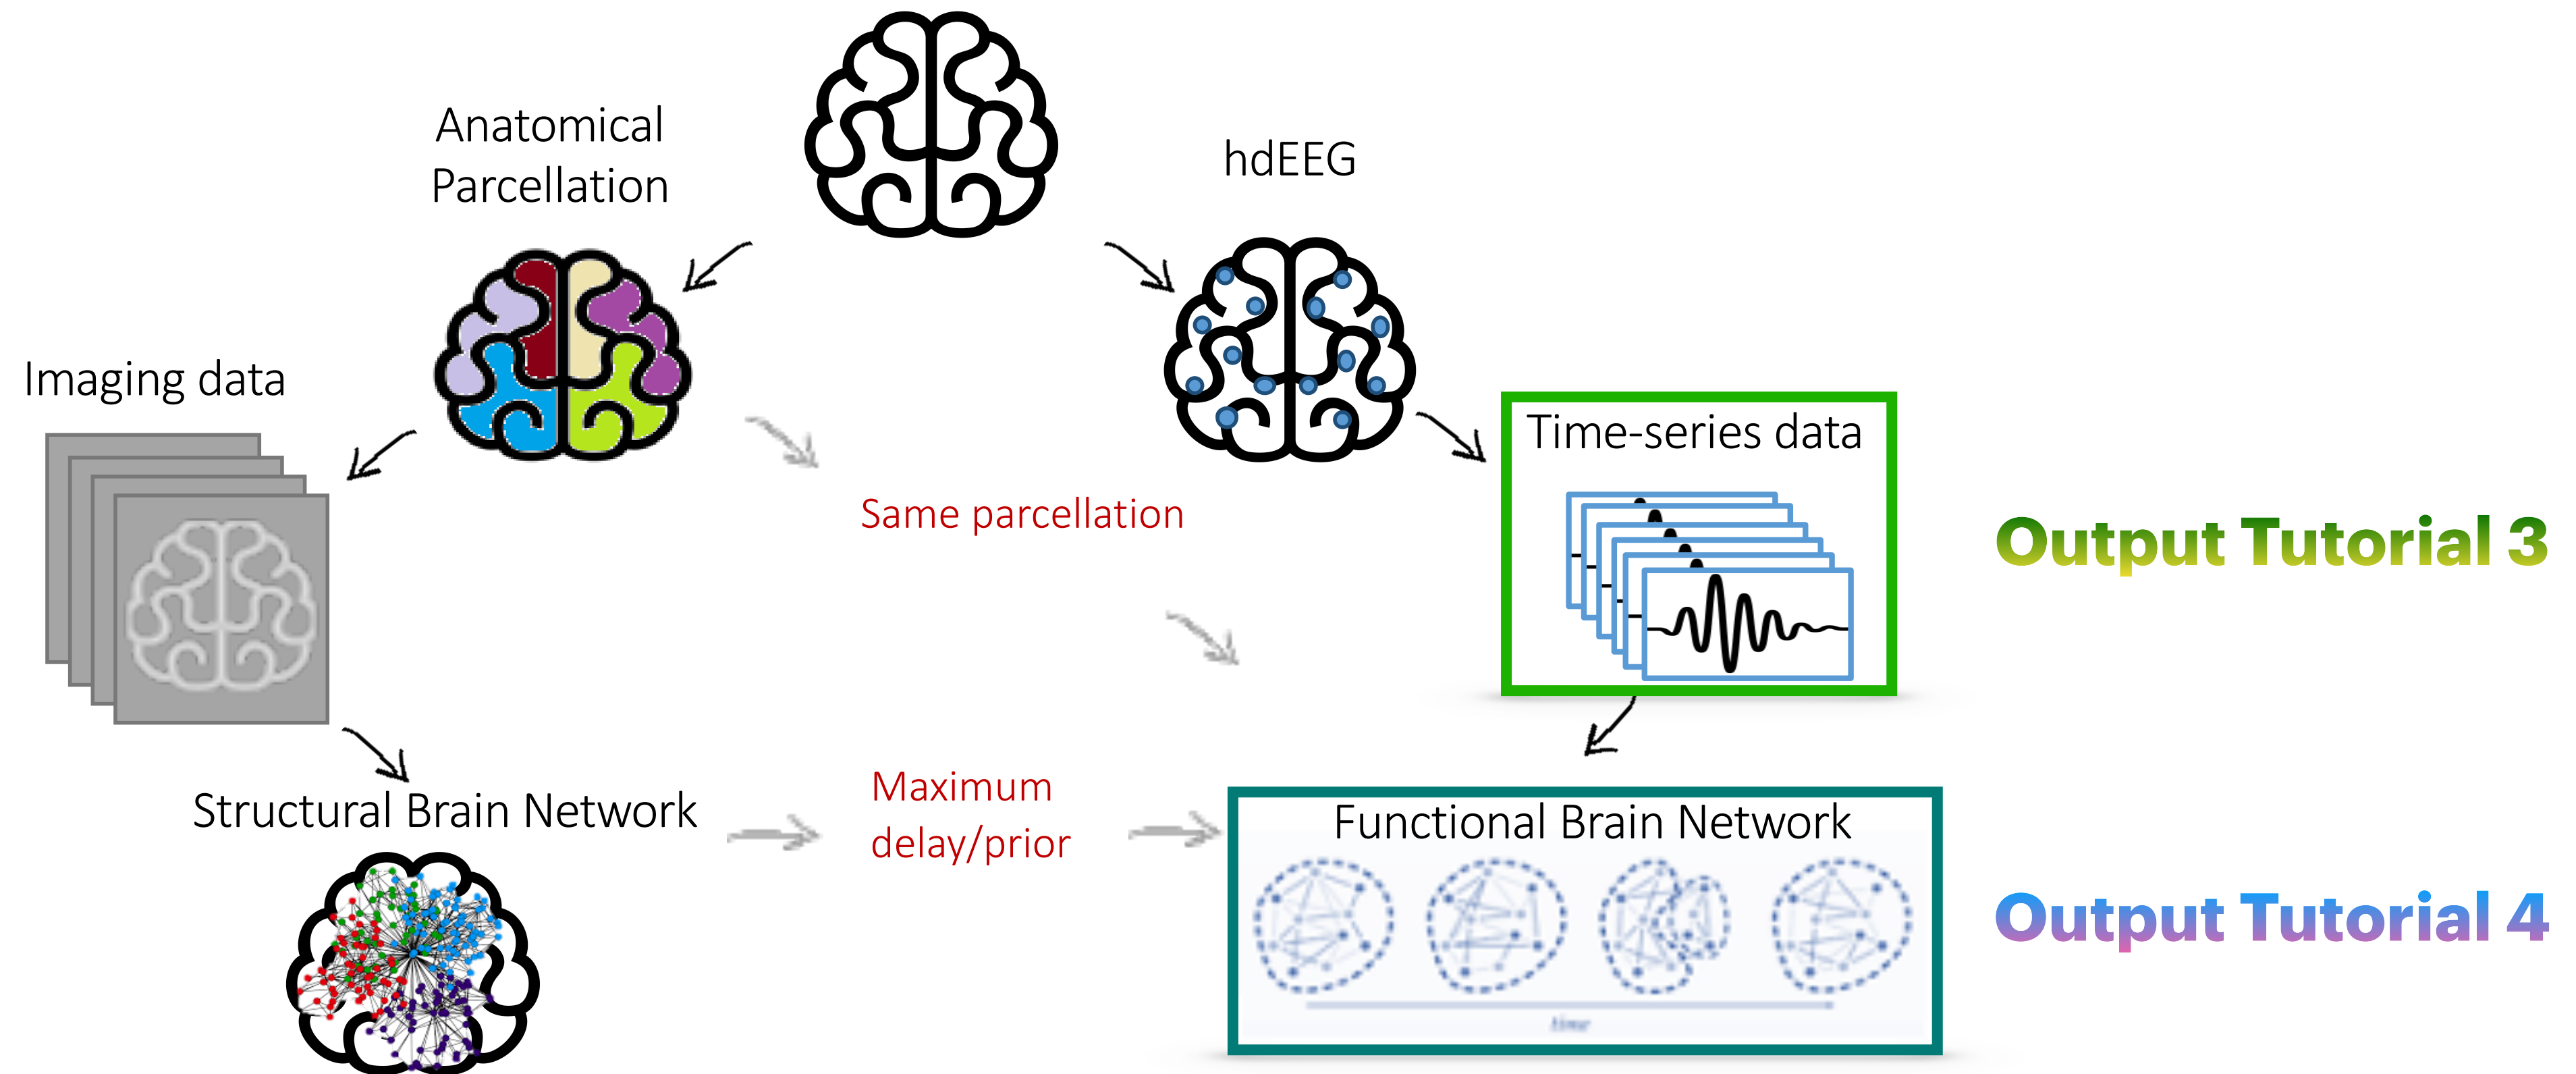 Anatomical
Parcellation
hdEEG
Imaging data
Time-series data
Same parcellation
Output Tutorial 3
Structural Brain Network
Maximum
delay/prior
Functional Brain Network
Output Tutorial 4
time